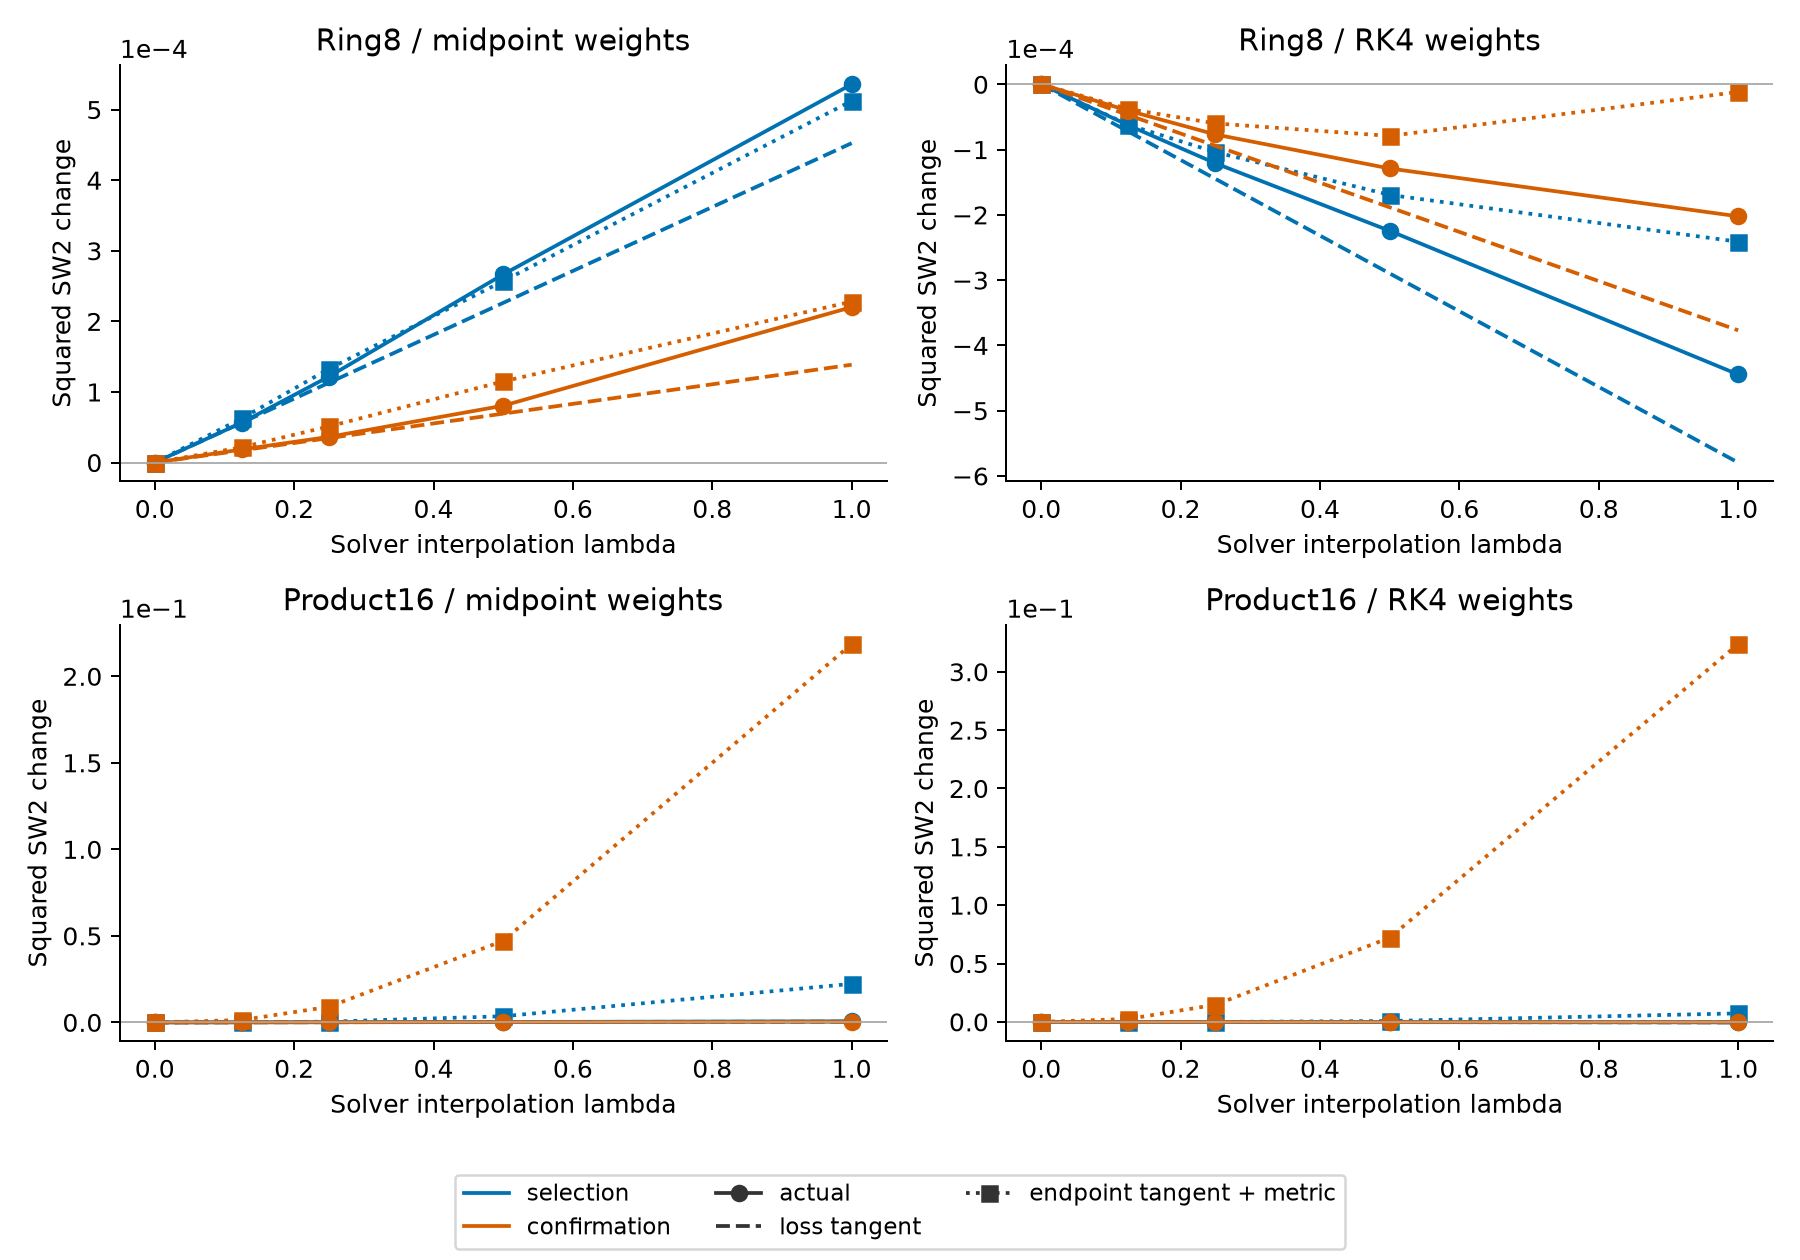 Ring8 / midpoint weights
1e−4
Squared SW2 change
5
4
3
2
1
0
0.0 0.2 0.4 0.6 0.8 1.0
Solver interpolation lambda
Ring8 / RK4 weights
1e−4
Squared SW2 change
0
−1
−2
−3
−4
−5
−6
0.0 0.2 0.4 0.6 0.8 1.0
Solver interpolation lambda
Product16 / midpoint weights
1e−1
Squared SW2 change
2.0
1.5
1.0
0.5
0.0
0.0 0.2 0.4 0.6 0.8 1.0
Solver interpolation lambda
Product16 / RK4 weights
1e−1
Squared SW2 change
3.0
2.5
2.0
1.5
1.0
0.5
0.0
0.0 0.2 0.4 0.6 0.8 1.0
Solver interpolation lambda
selection
confirmation
actual
loss tangent
endpoint tangent + metric